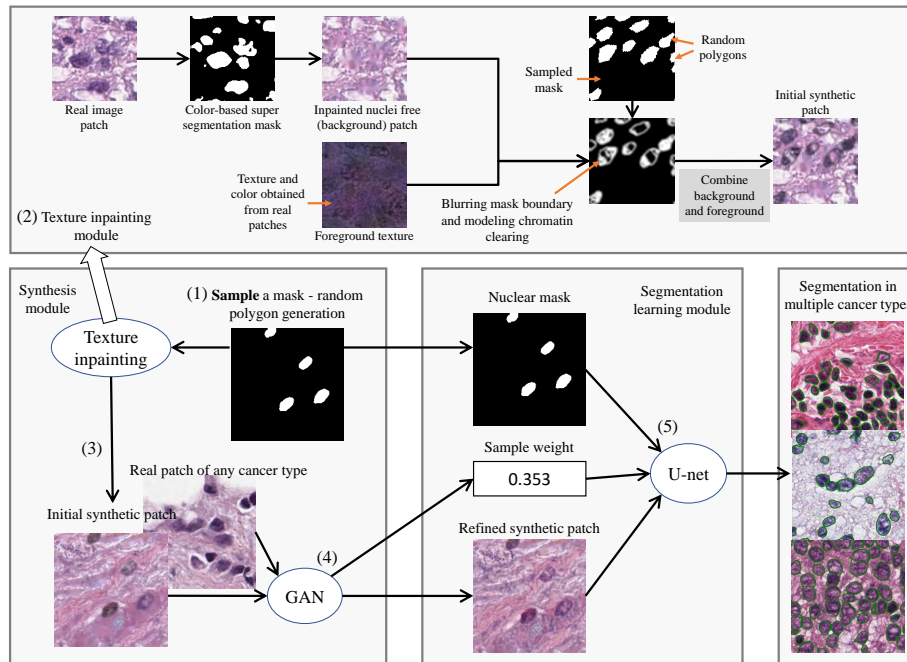 Real image
patch
Color-based super
segmentation mask
Inpainted nuclei free
(background) patch
Sampled
mask
Random
polygons
Initial synthetic
patch
Texture and
color obtained
from real
patches
Foreground texture
Blurring mask boundary
and modeling chromatin
clearing
Combine
background
and foreground
(2) Texture inpainting
module
Synthesis
module
(1) Sample a mask - random
polygon generation
Texture
inpainting
(3)
Real patch of any cancer type
Initial synthetic patch
GAN
(4)
Nuclear mask
Segmentation
learning module
Sample weight
0.353
(5)
U-net
Refined synthetic patch
Segmentation in
multiple cancer types